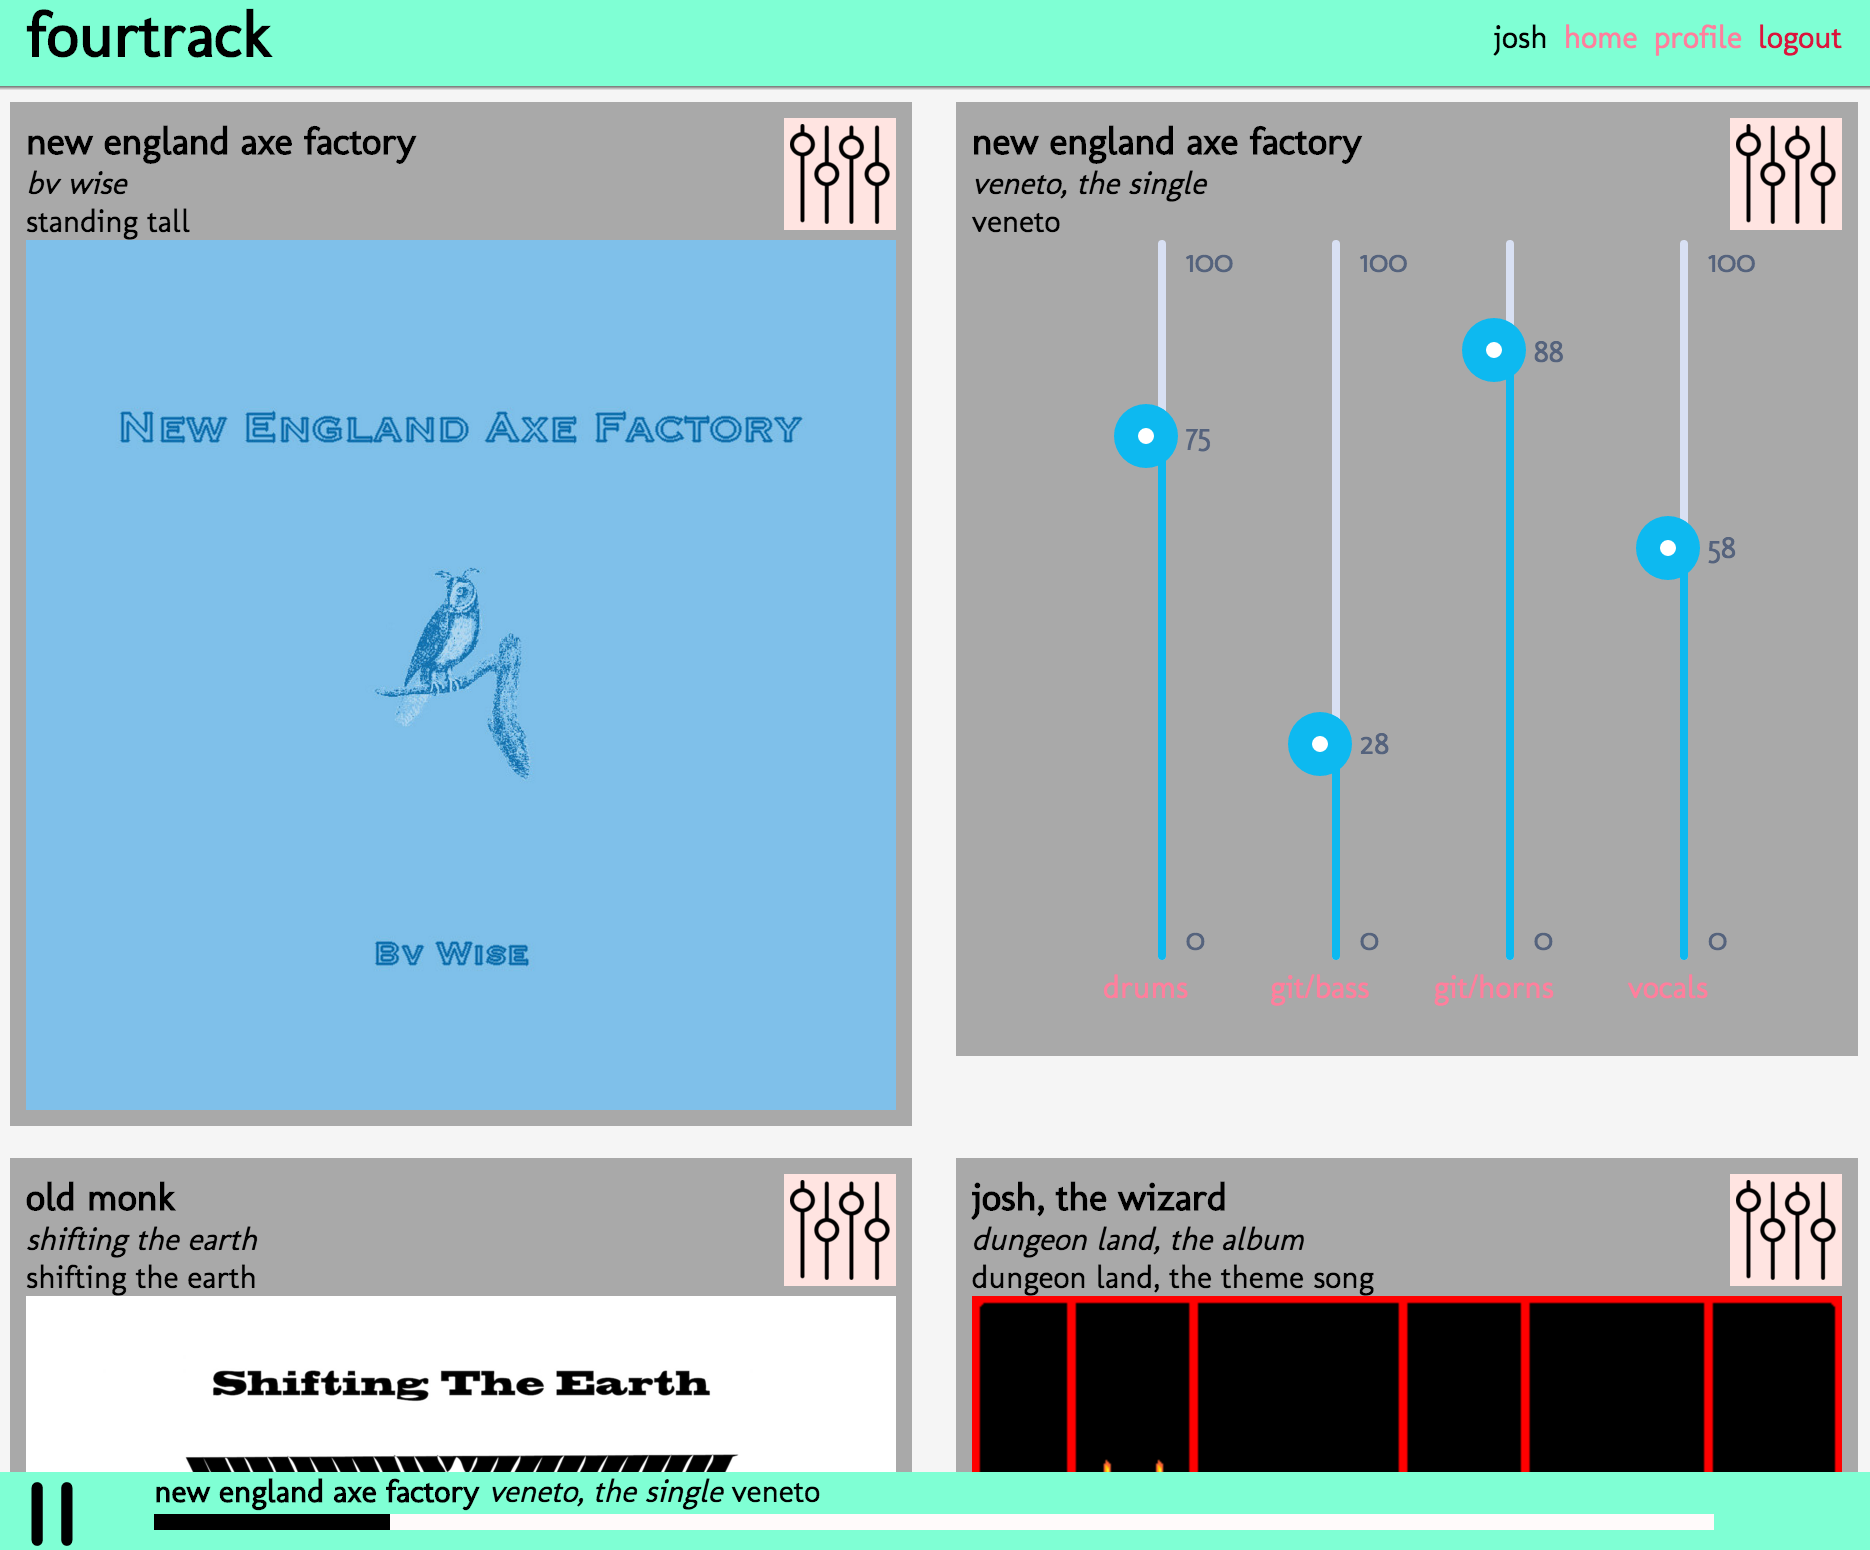 fourtrack
josh home profile logout
new england axe factory
bv wise
standing tall
NEW ENGLAND AXE FACTORY
BV WISE
new england axe factory
veneto, the single
veneto
100 100 100
88
75
58
28
0 0 0 0
drums git/bass git/horns vocals
old monk
shifting the earth
shifting the earth
Shifting The Earth
josh, the wizard
dungeon land, the album
dungeon land, the theme song
new england axe factory veneto, the single veneto